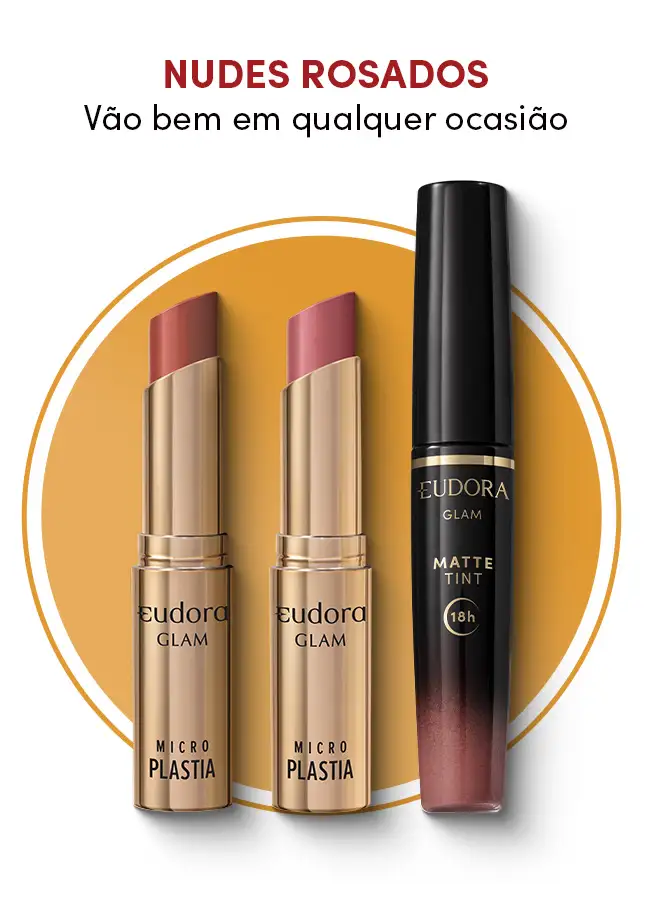 NUDES ROSADOS
Vão bem em qualquer ocasião
EUDORA
GLAM
MATTE
TINT
18h
Eudora
GLAM
MICRO
PLASTIA
Eudora
GLAM
MICRO
PLASTIA